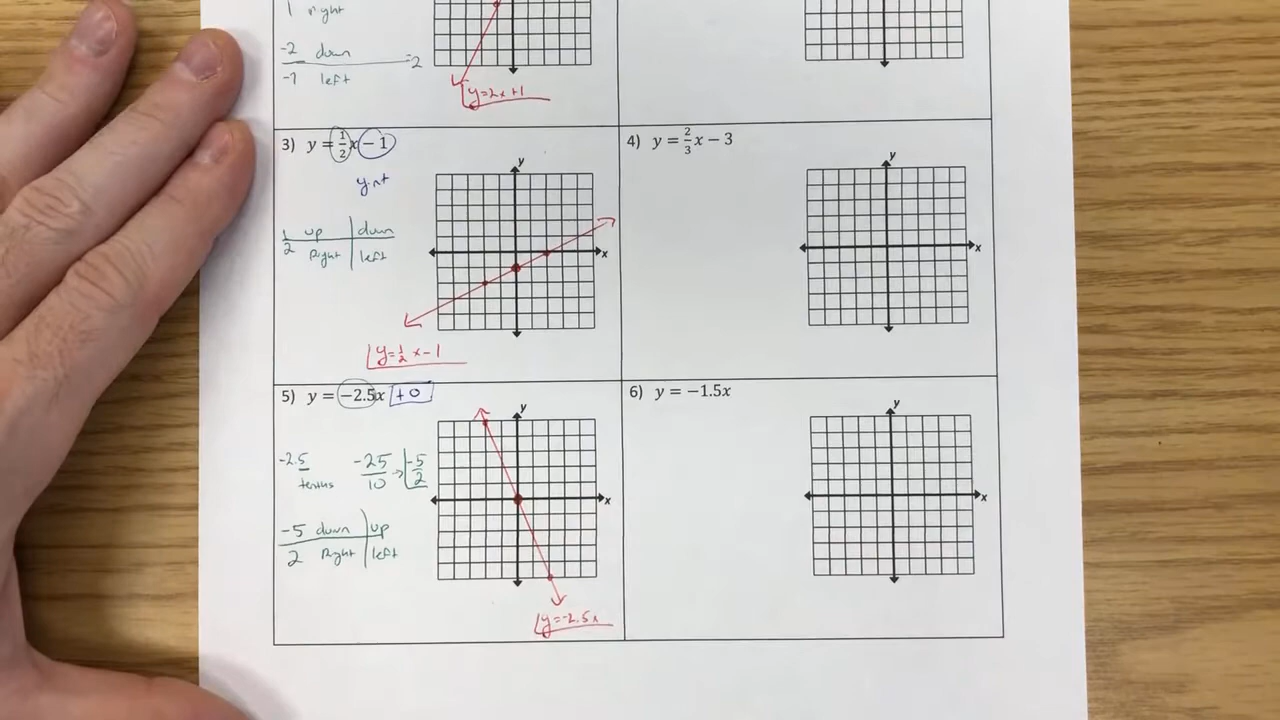 1 right
-2 down
-1 left
=2
y=2x+1
3) y = 1/2 x - 1
y int
1 up | down
2 Right | left
y
x
y=1/2 x-1
4) y = 2/3 x - 3
y
x
5) y = -2.5x +0
-2.5
tenths
-25/10 → -5/2
-5 down | up
2 Right | left
y
x
y=-2.5x
6) y = -1.5x
y
x